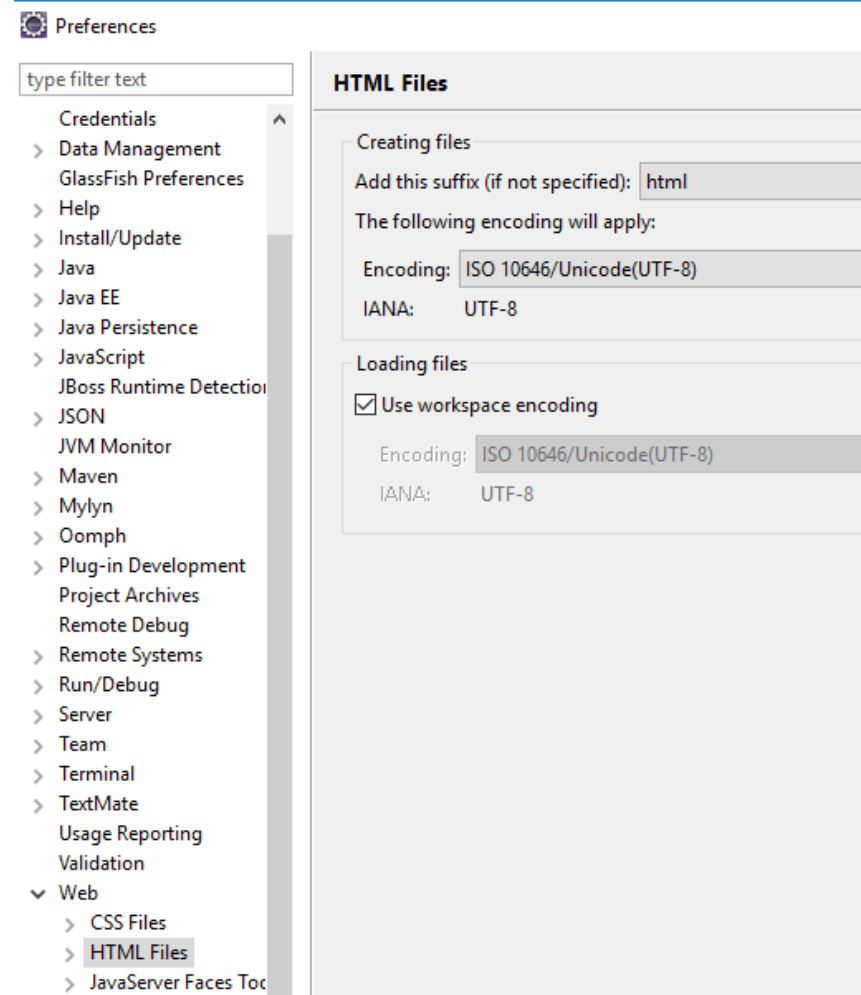 Preferences
type filter text
Credentials
Data Management
GlassFish Preferences
Help
Install/Update
Java
Java EE
Java Persistence
JavaScript
JBoss Runtime Detection
JSON
JVM Monitor
Maven
Mylyn
Oomph
Plug-in Development
Project Archives
Remote Debug
Remote Systems
Run/Debug
Server
Team
Terminal
TextMate
Usage Reporting
Validation
Web
CSS Files
HTML Files
JavaServer Faces Too
HTML Files
Creating files
Add this suffix (if not specified): html
The following encoding will apply:
Encoding: ISO 10646/Unicode(UTF-8)
IANA: UTF-8
Loading files
Use workspace encoding
Encoding: ISO 10646/Unicode(UTF-8)
IANA: UTF-8